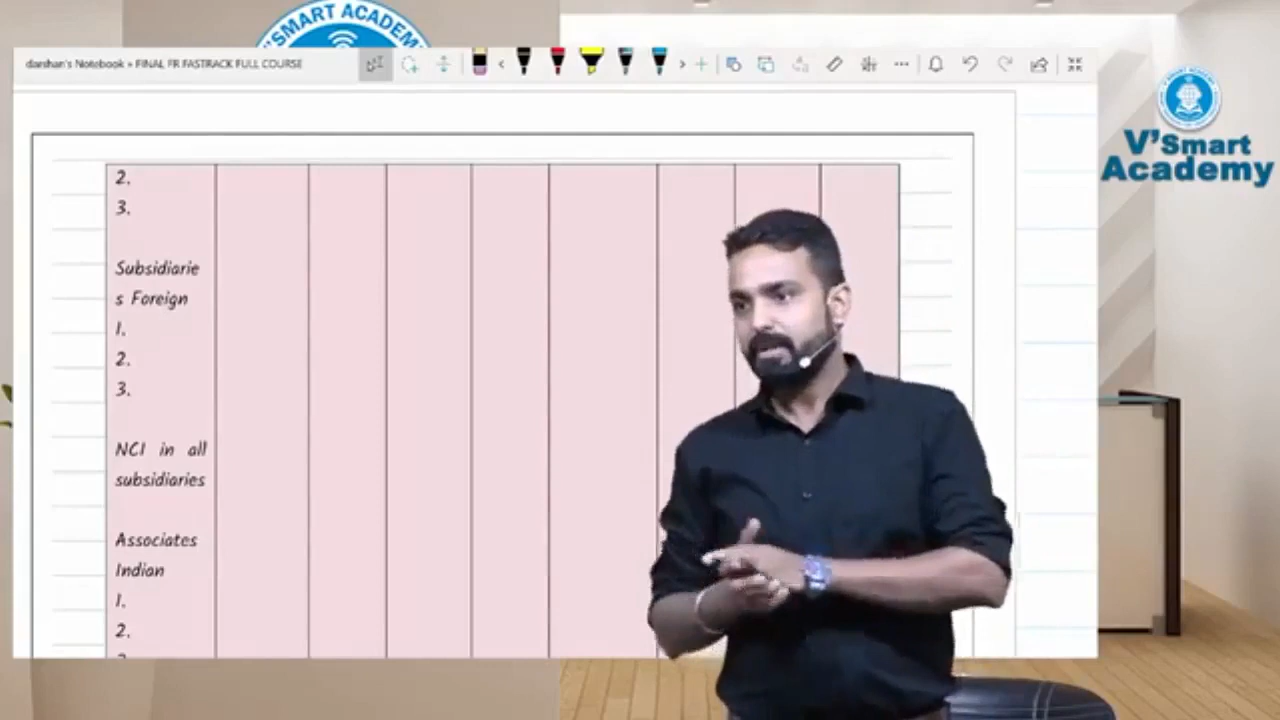 SMART ACADEMY
darshan's Notebook » FINAL FR FASTRACK FULL COURSE
V'Smart
Academy
2.
3.
Subsidiarie
s Foreign
1.
2.
3.
NCI in all
subsidiaries
Associates
Indian
1.
2.